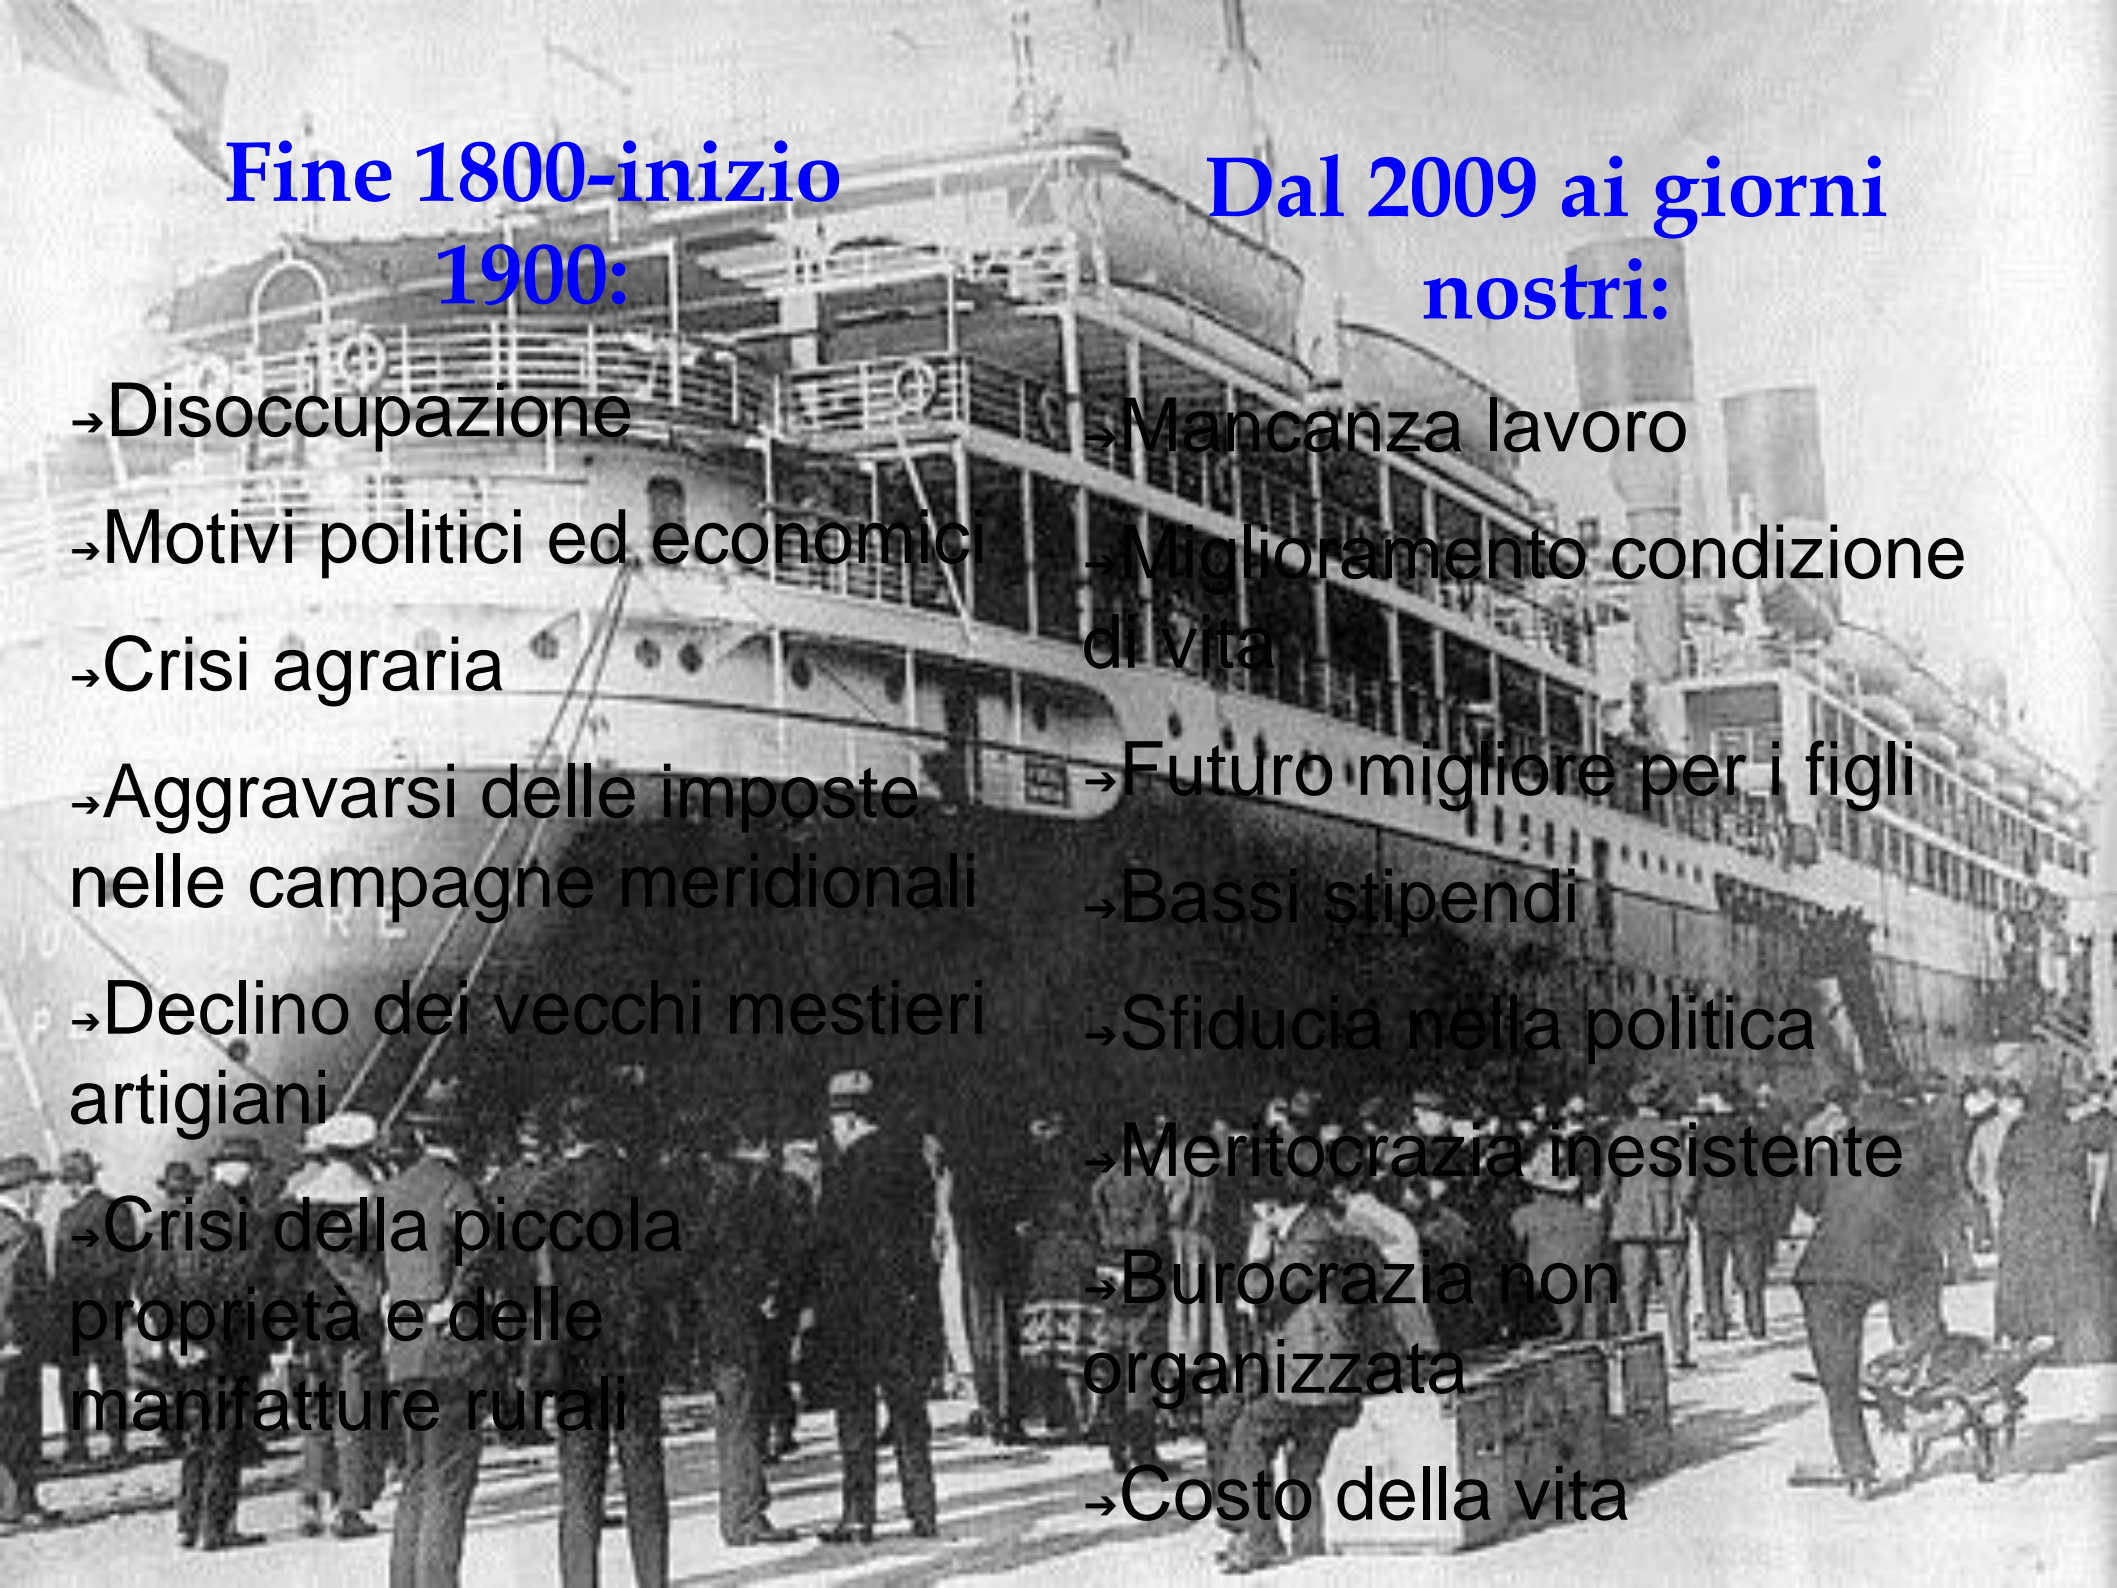 Fine 1800-inizio
1900:
➔Disoccupazione
➔Motivi politici ed economici
➔Crisi agraria
➔Aggravarsi delle imposte
nelle campagne meridionali
➔Declino dei vecchi mestieri
artigiani
➔Crisi della piccola
proprietà e delle
manifatture rurali
Dal 2009 ai giorni
nostri:
➔Mancanza lavoro
➔Miglioramento condizione
di vita
➔Futuro migliore per i figli
➔Bassi stipendi
➔Sfiducia nella politica
➔Meritocrazia inesistente
➔Burocrazia non
organizzata
➔Costo della vita